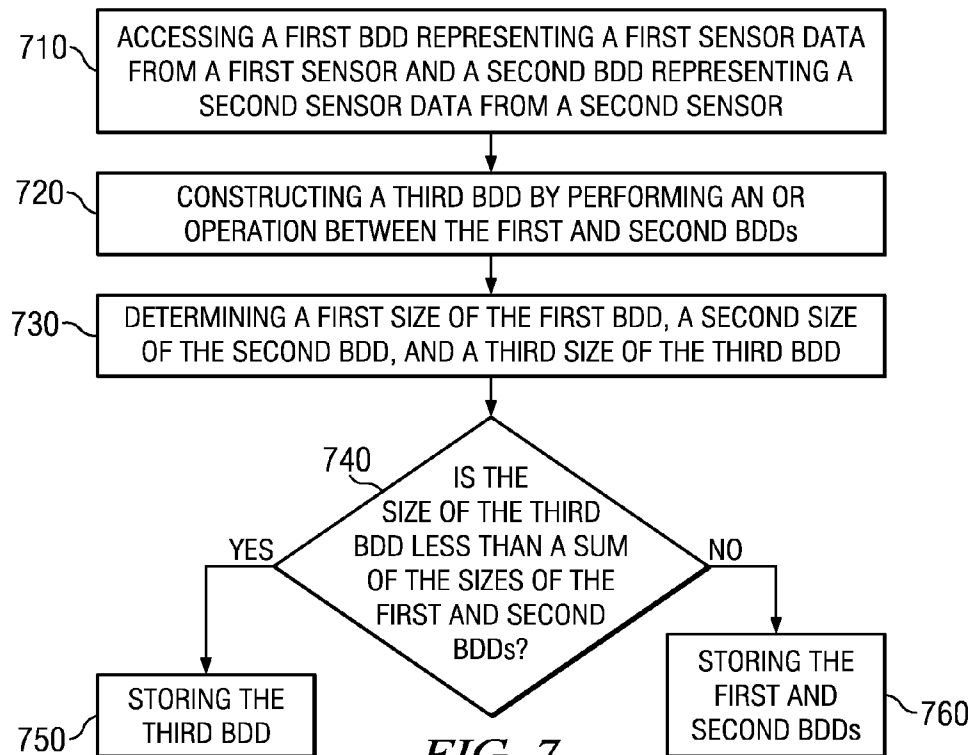 710
ACCESSING A FIRST BDD REPRESENTING A FIRST SENSOR DATA
FROM A FIRST SENSOR AND A SECOND BDD REPRESENTING A
SECOND SENSOR DATA FROM A SECOND SENSOR
720
CONSTRUCTING A THIRD BDD BY PERFORMING AN OR
OPERATION BETWEEN THE FIRST AND SECOND BDDs
730
DETERMINING A FIRST SIZE OF THE FIRST BDD, A SECOND SIZE
OF THE SECOND BDD, AND A THIRD SIZE OF THE THIRD BDD
740
IS THE
SIZE OF THE THIRD
BDD LESS THAN A SUM
OF THE SIZES OF THE
FIRST AND SECOND
BDDs?
YES
NO
750
STORING THE
THIRD BDD
STORING THE
FIRST AND
SECOND BDDs
760
FIG. 7